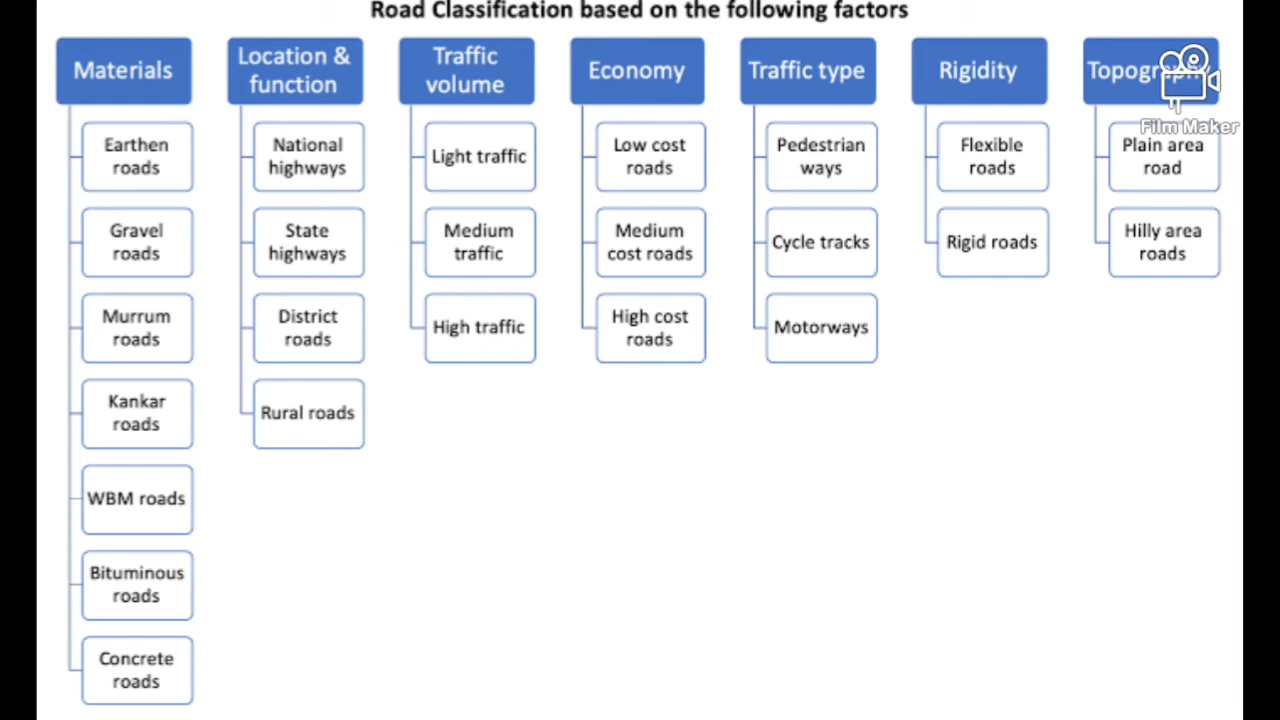 Road Classification based on the following factors
Materials
Earthen
roads
Gravel
roads
Murrum
roads
Kankar
roads
WBM roads
Bituminous
roads
Concrete
roads
Location &
function
National
highways
State
highways
District
roads
Rural roads
Traffic
volume
Light traffic
Medium
traffic
High traffic
Economy
Low cost
roads
Medium
cost roads
High cost
roads
Traffic type
Pedestrian
ways
Cycle tracks
Motorways
Rigidity
Flexible
roads
Rigid roads
Topography
Plain area
road
Hilly area
roads
Film Maker